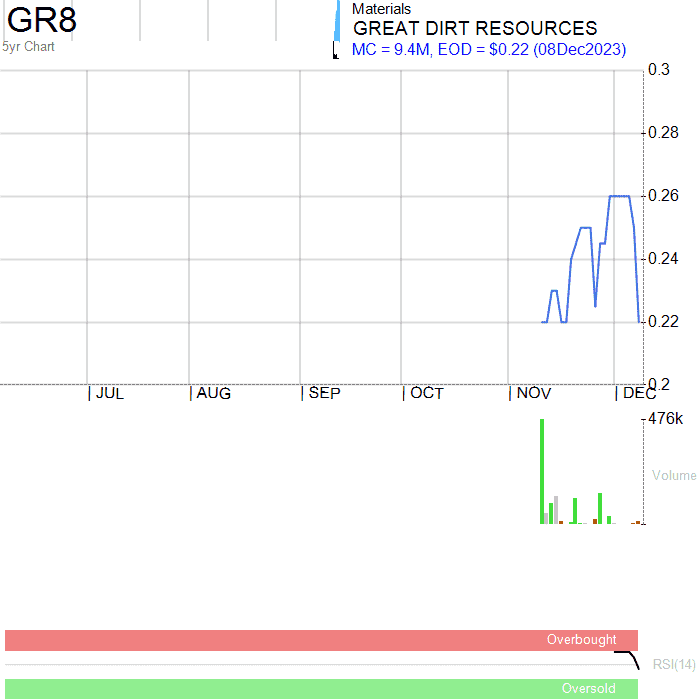 GR8
5yr Chart
Materials
GREAT DIRT RESOURCES
MC = 9.4M, EOD = $0.22 (08Dec2023)
0.3
0.28
0.26
0.24
0.22
0.2
JUL AUG SEP OCT NOV DEC
476k
Volume
Overbought
RSI(14)
Oversold